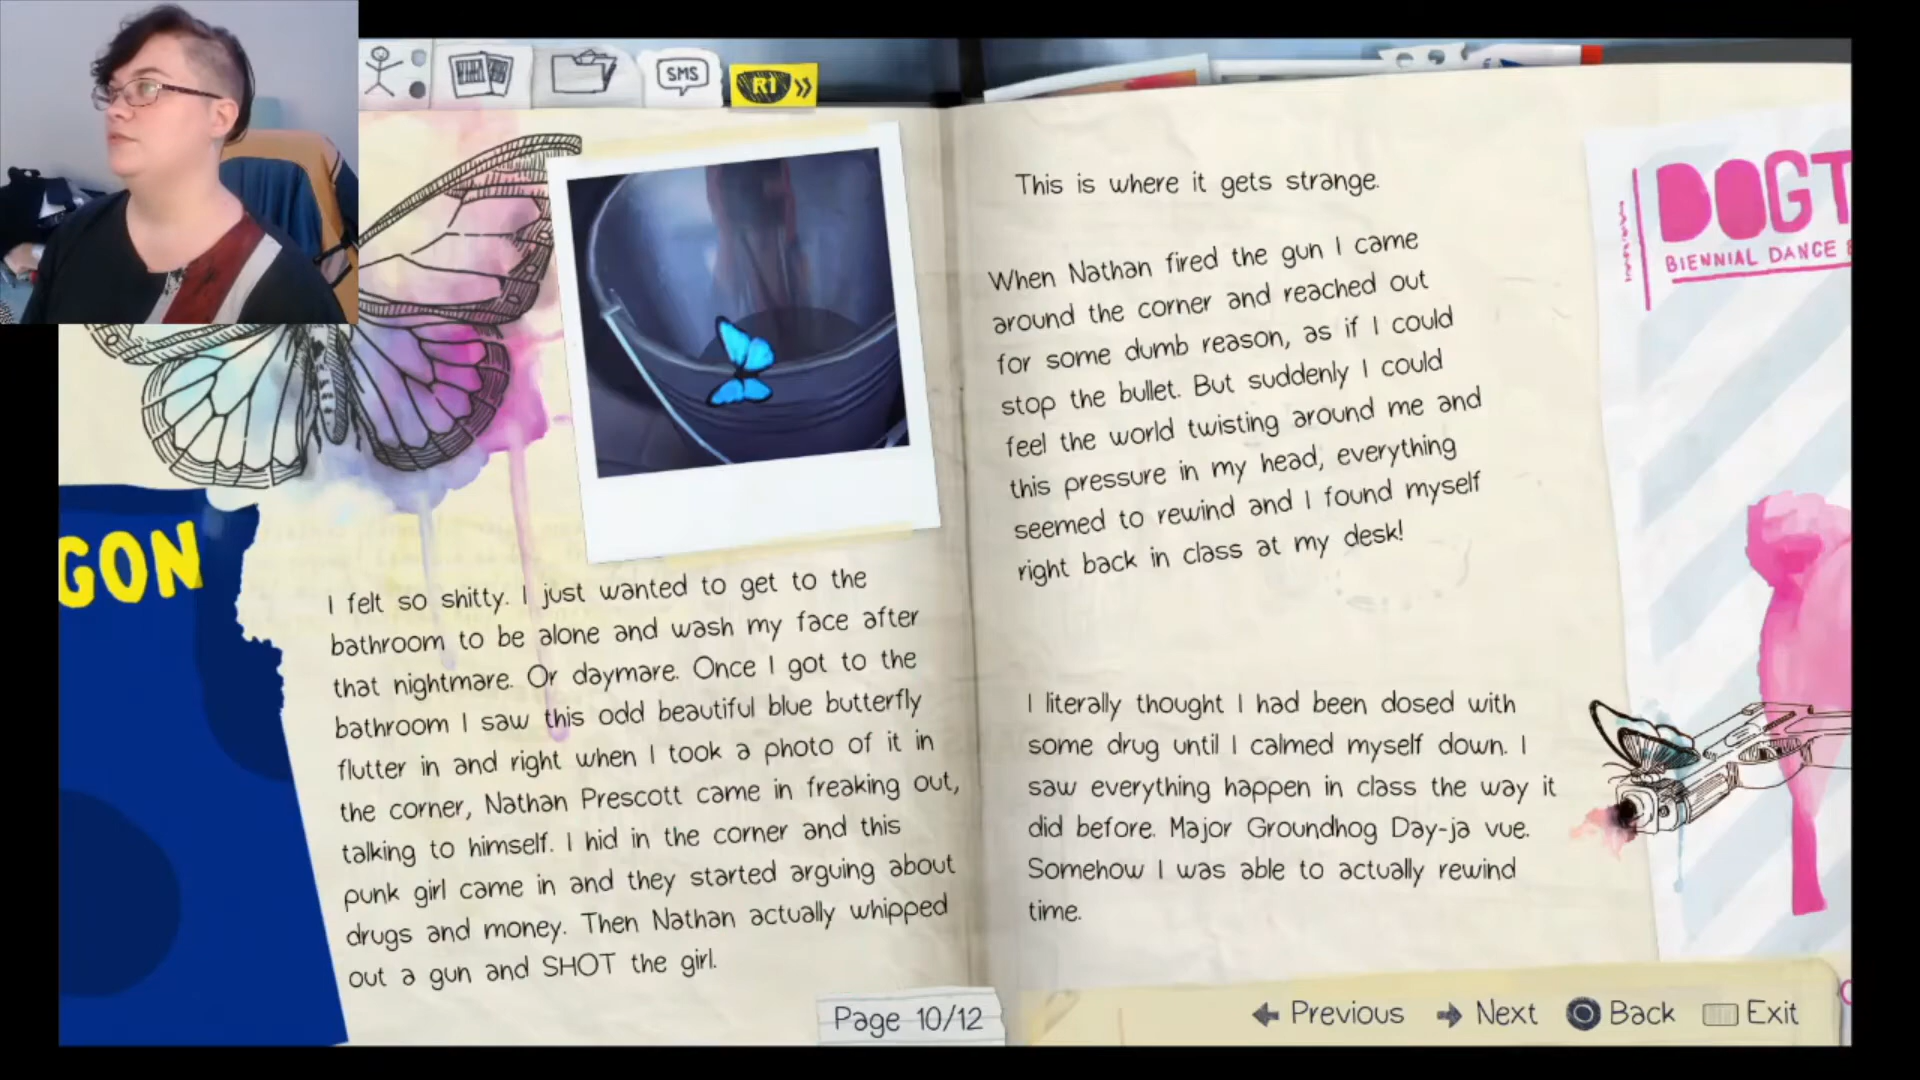 SMS
R1
GON
I felt so shitty. I just wanted to get to the
bathroom to be alone and wash my face after
that nightmare. Or daymare. Once I got to the
bathroom I saw this odd beautiful blue butterfly
flutter in and right when I took a photo of it in
the corner, Nathan Prescott came in freaking out,
talking to himself. I hid in the corner and this
punk girl came in and they started arguing about
drugs and money. Then Nathan actually whipped
out a gun and SHOT the girl.
This is where it gets strange.
When Nathan fired the gun I came
around the corner and reached out
for some dumb reason, as if I could
stop the bullet. But suddenly I could
feel the world twisting around me and
this pressure in my head, everything
seemed to rewind and I found myself
right back in class at my desk!
I literally thought I had been dosed with
some drug until I calmed myself down. I
saw everything happen in class the way it
did before. Major Groundhog Day-ja vue.
Somehow I was able to actually rewind
time.
DOGT
BIENNIAL DANCE
Page 10/12
Previous
Next
Back
Exit